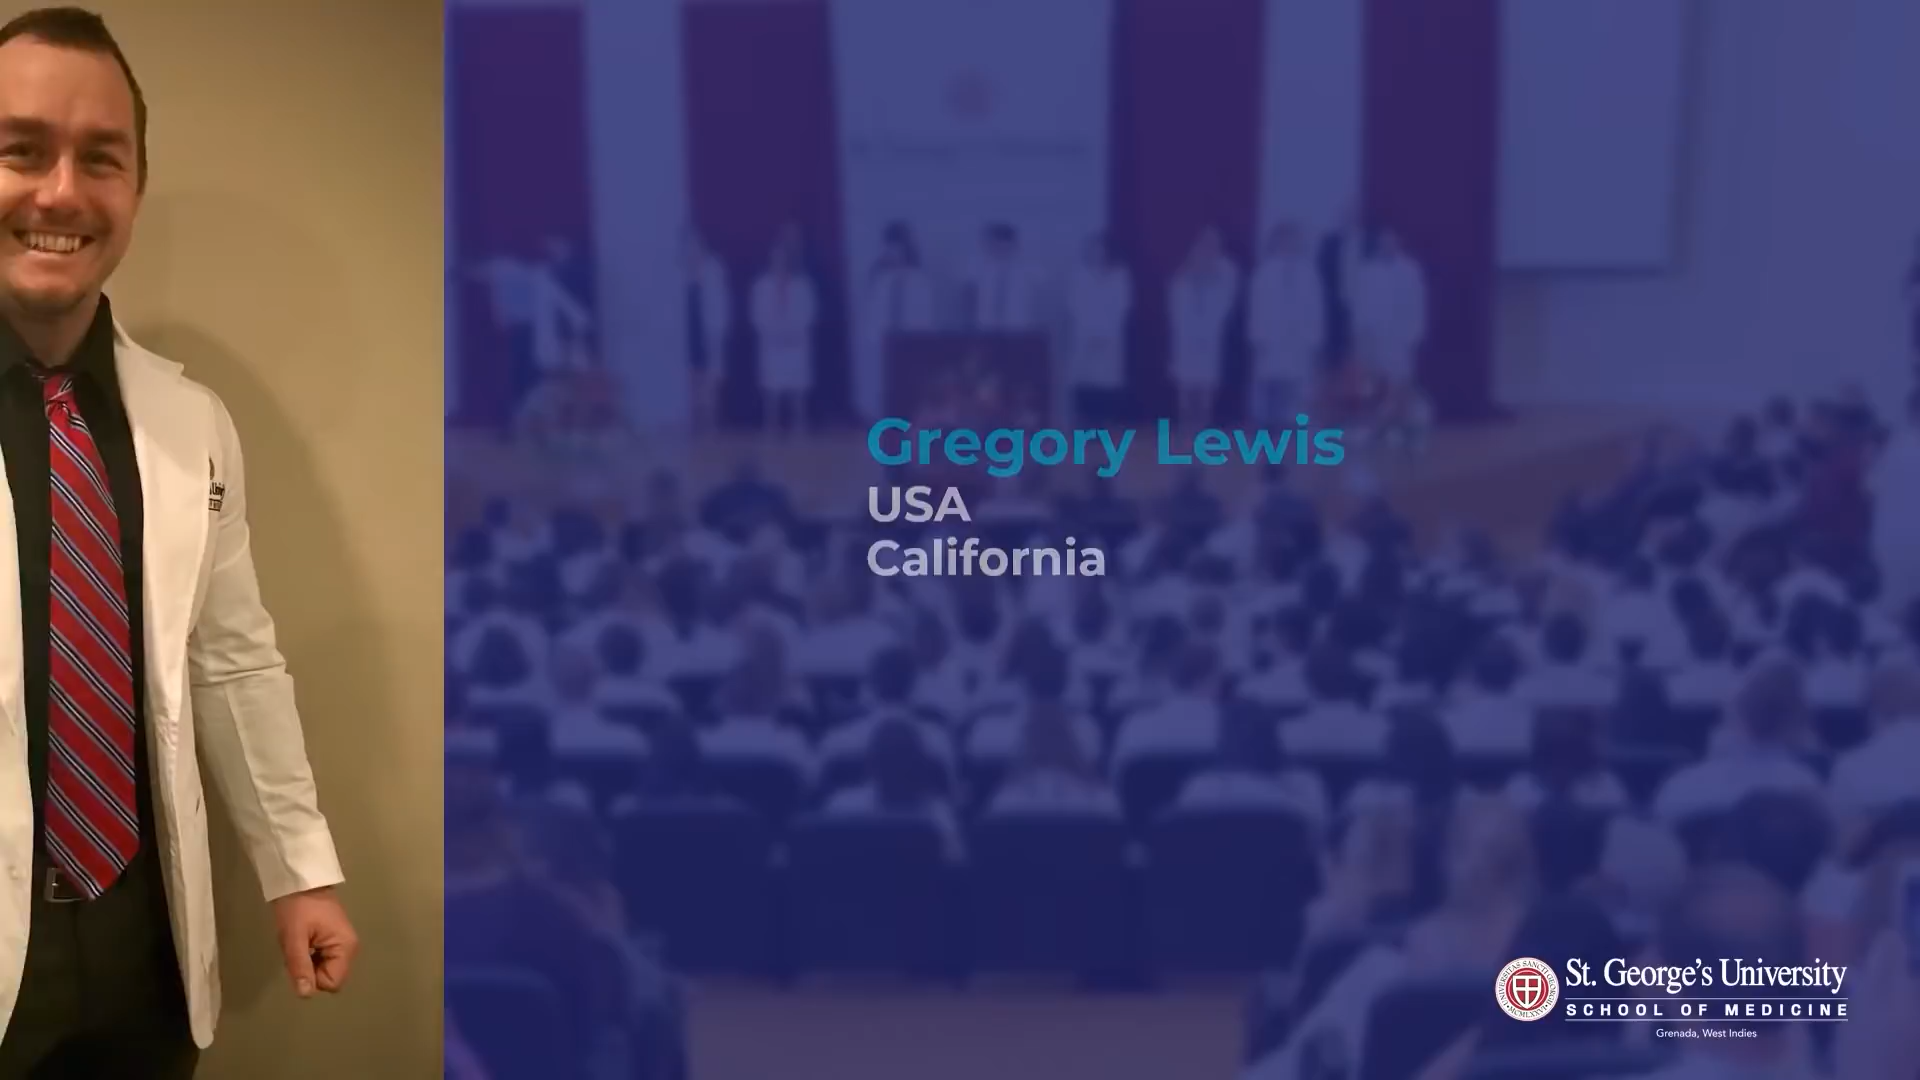 Gregory Lewis
USA
California
St. George's University
SCHOOL OF MEDICINE
Grenada, West Indies